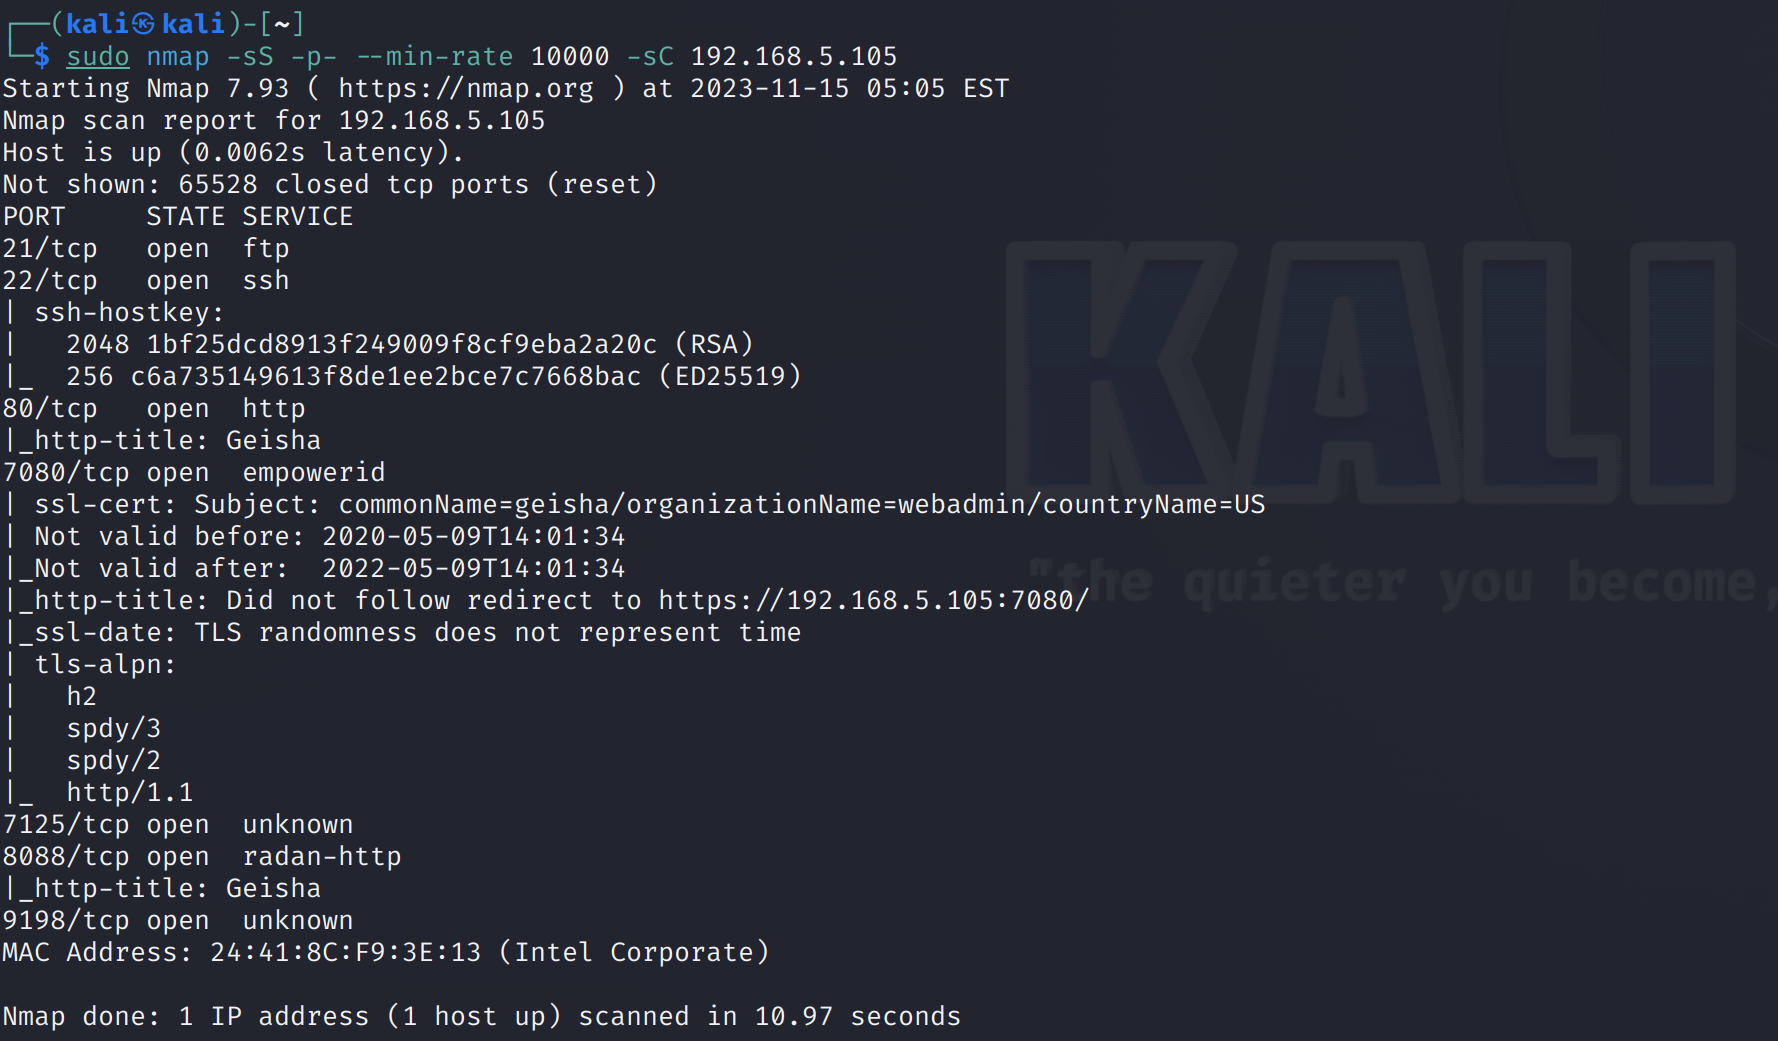 ┌──(kali㉿kali)-[~]
└─$ sudo nmap -sS -p- --min-rate 10000 -sC 192.168.5.105
Starting Nmap 7.93 ( https://nmap.org ) at 2023-11-15 05:05 EST
Nmap scan report for 192.168.5.105
Host is up (0.0062s latency).
Not shown: 65528 closed tcp ports (reset)
PORT     STATE SERVICE
21/tcp   open  ftp
22/tcp   open  ssh
| ssh-hostkey:
|   2048 1bf25dcd8913f249009f8cf9eba2a20c (RSA)
|_  256 c6a735149613f8de1ee2bce7c7668bac (ED25519)
80/tcp   open  http
|_http-title: Geisha
7080/tcp open  empowerid
| ssl-cert: Subject: commonName=geisha/organizationName=webadmin/countryName=US
| Not valid before: 2020-05-09T14:01:34
|_Not valid after:  2022-05-09T14:01:34
|_http-title: Did not follow redirect to https://192.168.5.105:7080/
|_ssl-date: TLS randomness does not represent time
| tls-alpn:
|   h2
|   spdy/3
|   spdy/2
|_  http/1.1
7125/tcp open  unknown
8088/tcp open  radan-http
|_http-title: Geisha
9198/tcp open  unknown
MAC Address: 24:41:8C:F9:3E:13 (Intel Corporate)
Nmap done: 1 IP address (1 host up) scanned in 10.97 seconds
KALI
"the quieter you become,